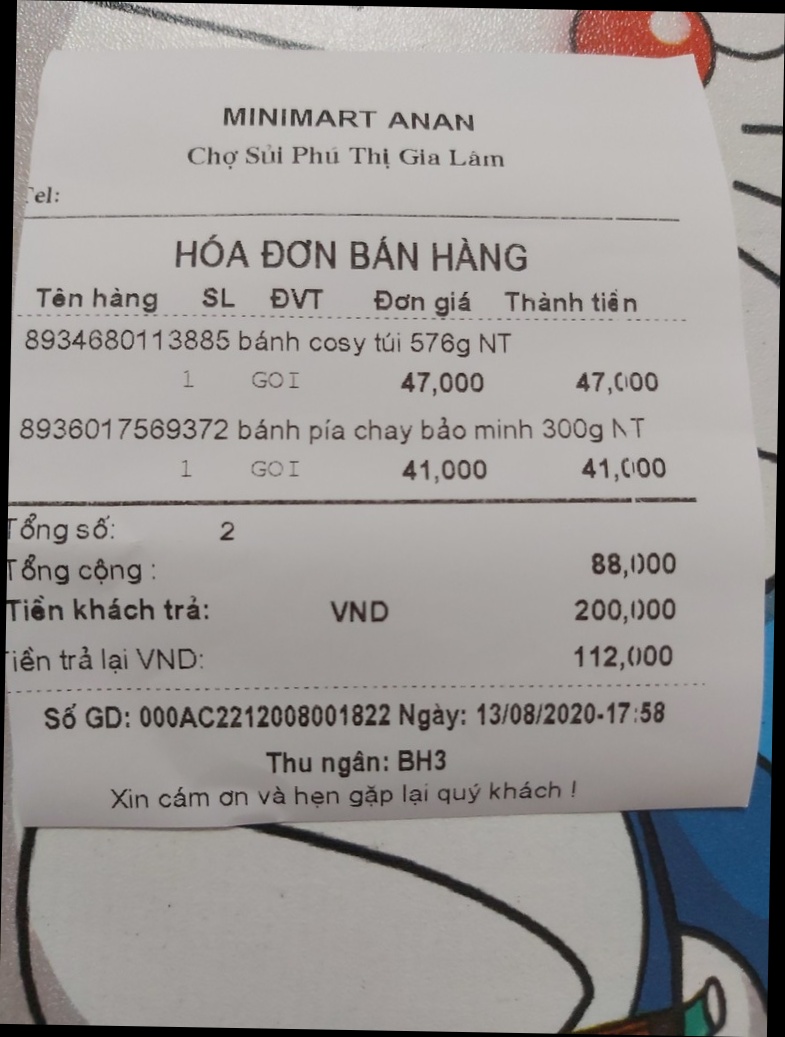 MINIMART ANAN
Chợ Sủi Phú Thị Gia Lâm
Tel:
HÓA ĐƠN BÁN HÀNG
Tên hàng SL ĐVT Đơn giá Thành tiền
8934680113885 bánh cosy túi 576g NT
1 GOI 47,000 47,000
8936017569372 bánh pía chay bảo minh 300g NT
1 GOI 41,000 41,000
Tổng số: 2
Tổng cộng : 88,000
Tiền khách trả: VND 200,000
Tiền trả lại VND: 112,000
Số GD: 000AC2212008001822 Ngày: 13/08/2020-17:58
Thu ngân: BH3
Xin cám ơn và hẹn gặp lại quý khách !